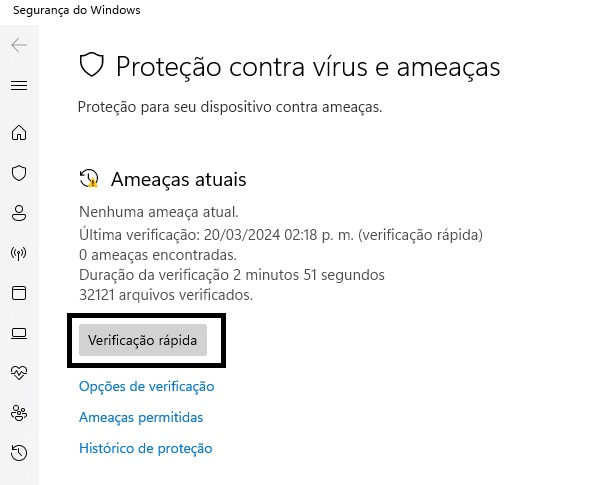 Segurança do Windows
Proteção contra vírus e ameaças
Proteção para seu dispositivo contra ameaças.
Ameaças atuais
Nenhuma ameaça atual.
Última verificação: 20/03/2024 02:18 p. m. (verificação rápida)
0 ameaças encontradas.
Duração da verificação 2 minutos 51 segundos
32121 arquivos verificados.
Verificação rápida
Opções de verificação
Ameaças permitidas
Histórico de proteção